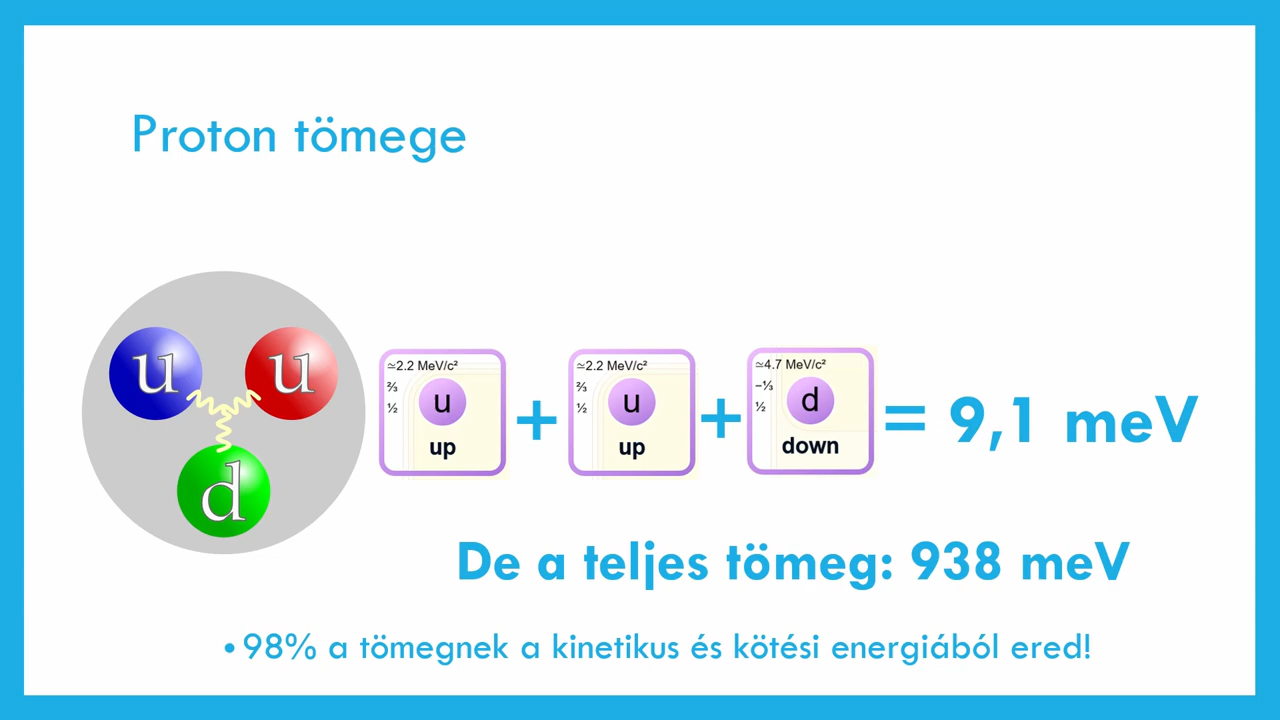 Proton tömege
u u
d
≃2.2 MeV/c²
⅔
½
u
up
+
≃2.2 MeV/c²
⅔
½
u
up
+
≃4.7 MeV/c²
−⅓
½
d
down
= 9,1 meV
De a teljes tömeg: 938 meV
• 98% a tömegnek a kinetikus és kötési energiából ered!